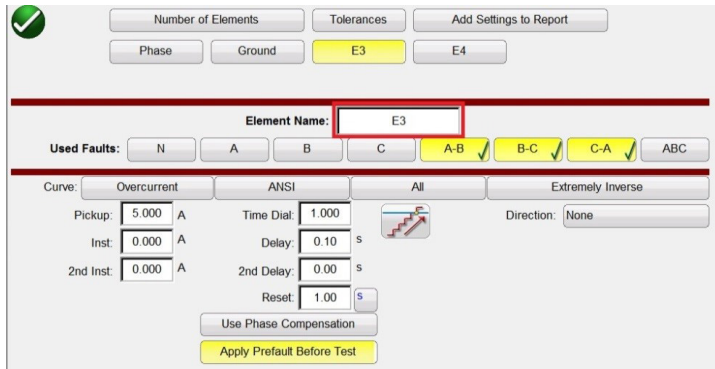 Number of Elements Tolerances Add Settings to Report
Phase Ground E3 E4
Element Name: E3
Used Faults: N A B C A-B B-C C-A ABC
Curve: Overcurrent ANSI All Extremely Inverse
Pickup: 5.000 A Time Dial: 1.000 Direction: None
Inst: 0.000 A Delay: 0.10 s
2nd Inst: 0.000 A 2nd Delay: 0.00 s
Reset: 1.00 s
Use Phase Compensation
Apply Prefault Before Test